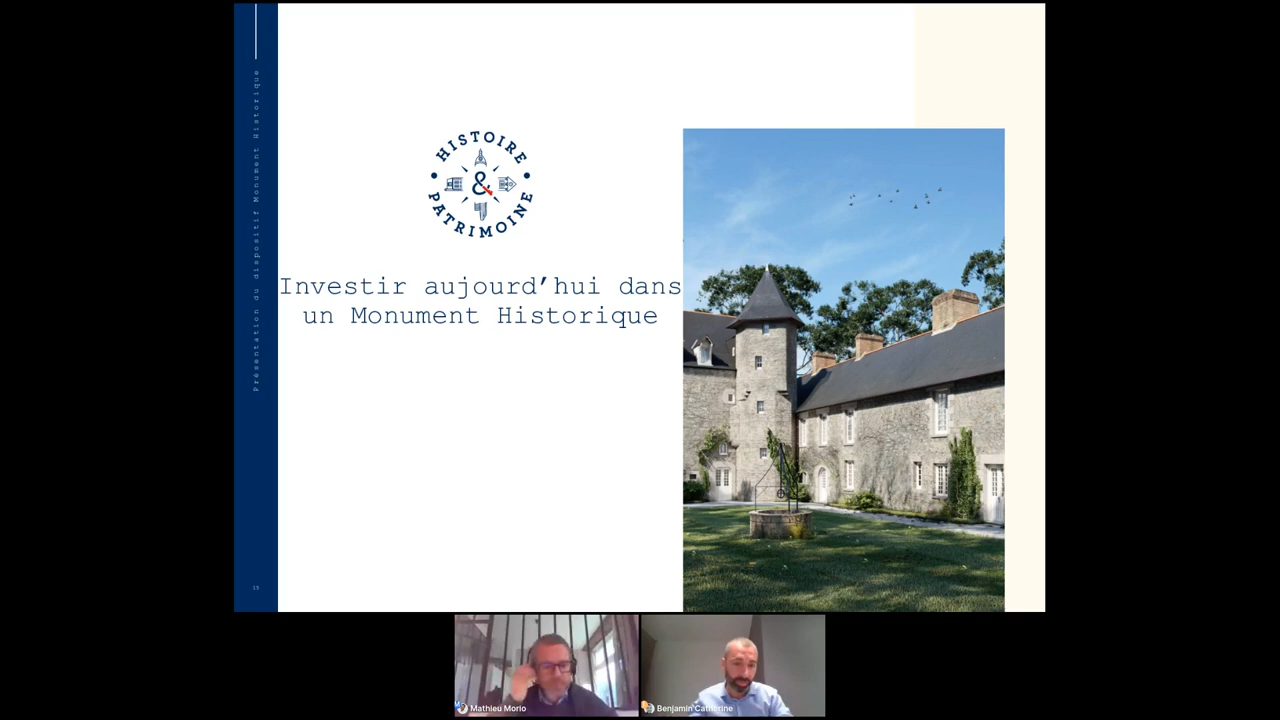 Présentation du dispositif Monument Historique
HISTOIRE
&
PATRIMOINE
Investir aujourd’hui dans
un Monument Historique
Mathieu Morio
Benjamin Catherine